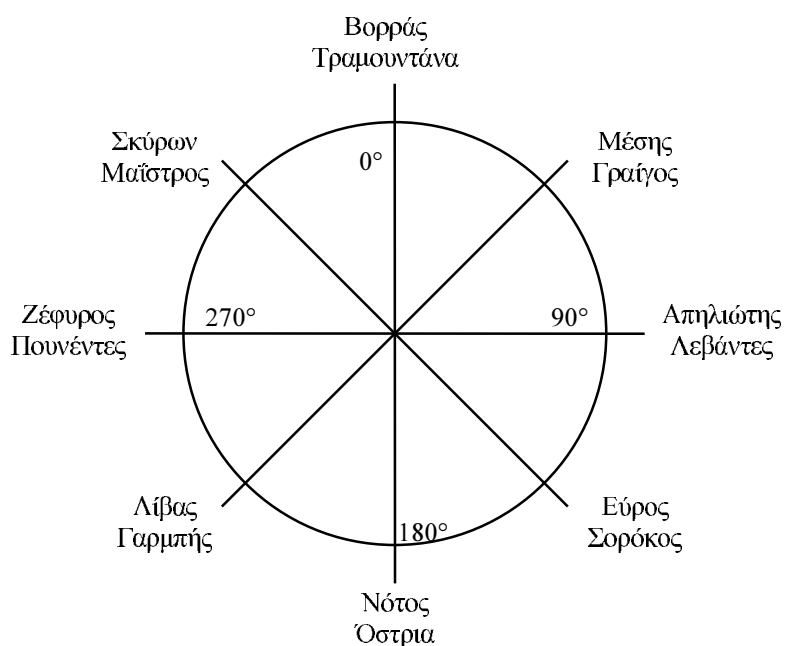 Βορράς
Τραμουντάνα
Σκύρων
Μαΐστρος
Μέσης
Γραίγος
0°
Ζέφυρος
Πουνέντες
270°
90°
Απηλιώτης
Λεβάντες
Λίβας
Γαρμπής
Εύρος
Σορόκος
180°
Νότος
Όστρια